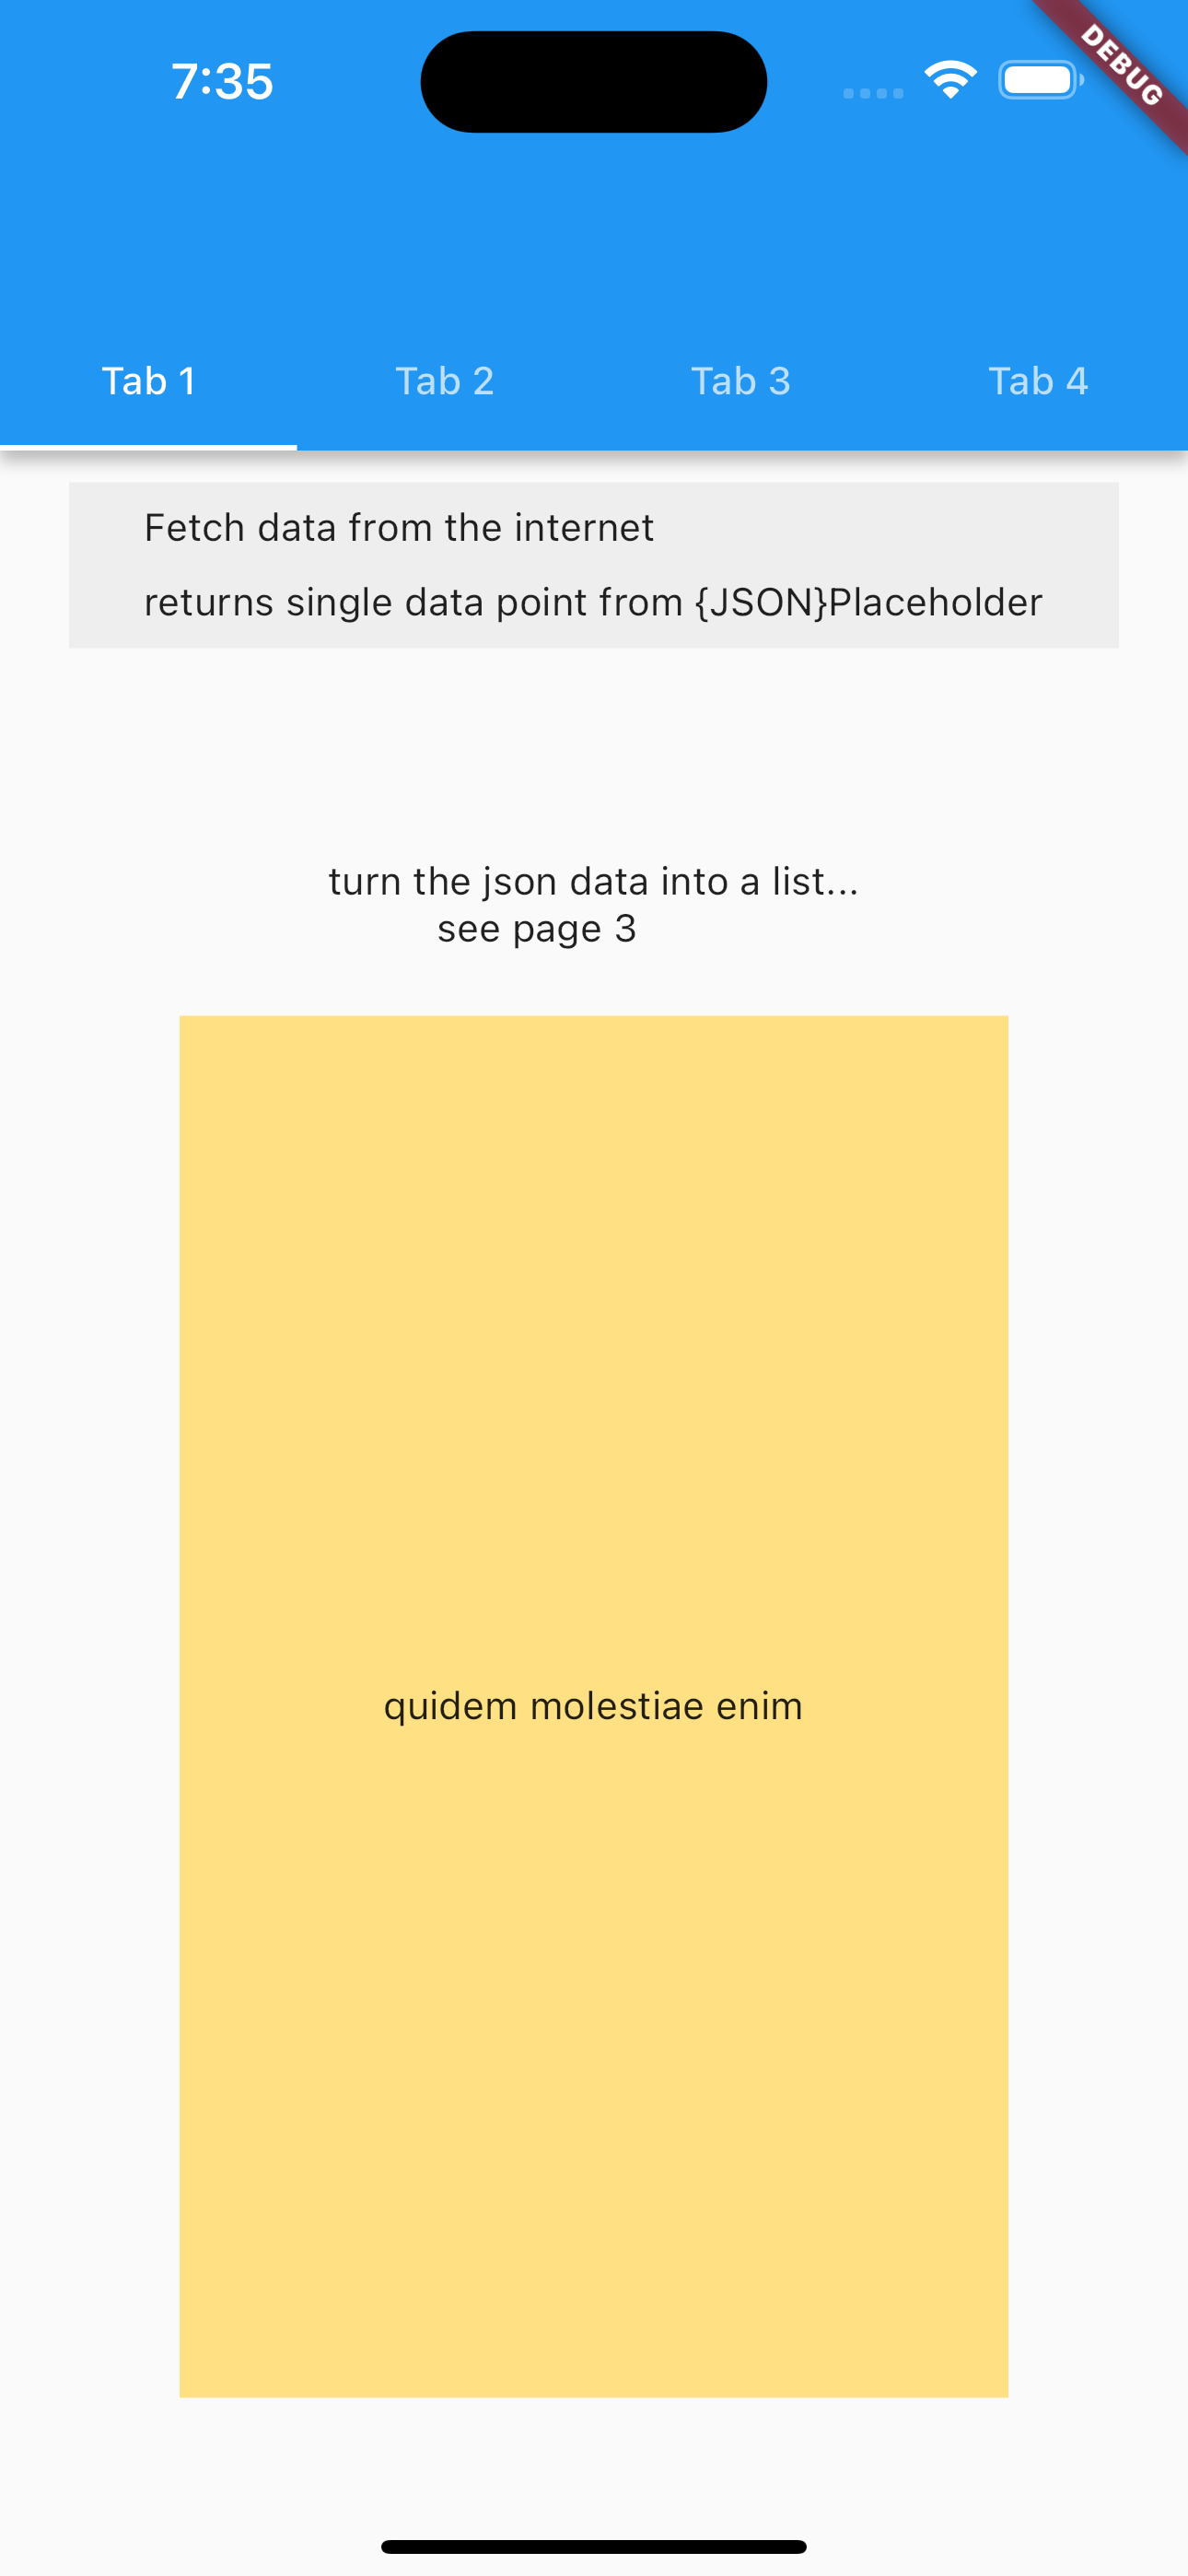 7:35
DEBUG
Tab 1 Tab 2 Tab 3 Tab 4
Fetch data from the internet
returns single data point from {JSON}Placeholder
turn the json data into a list...
see page 3
quidem molestiae enim